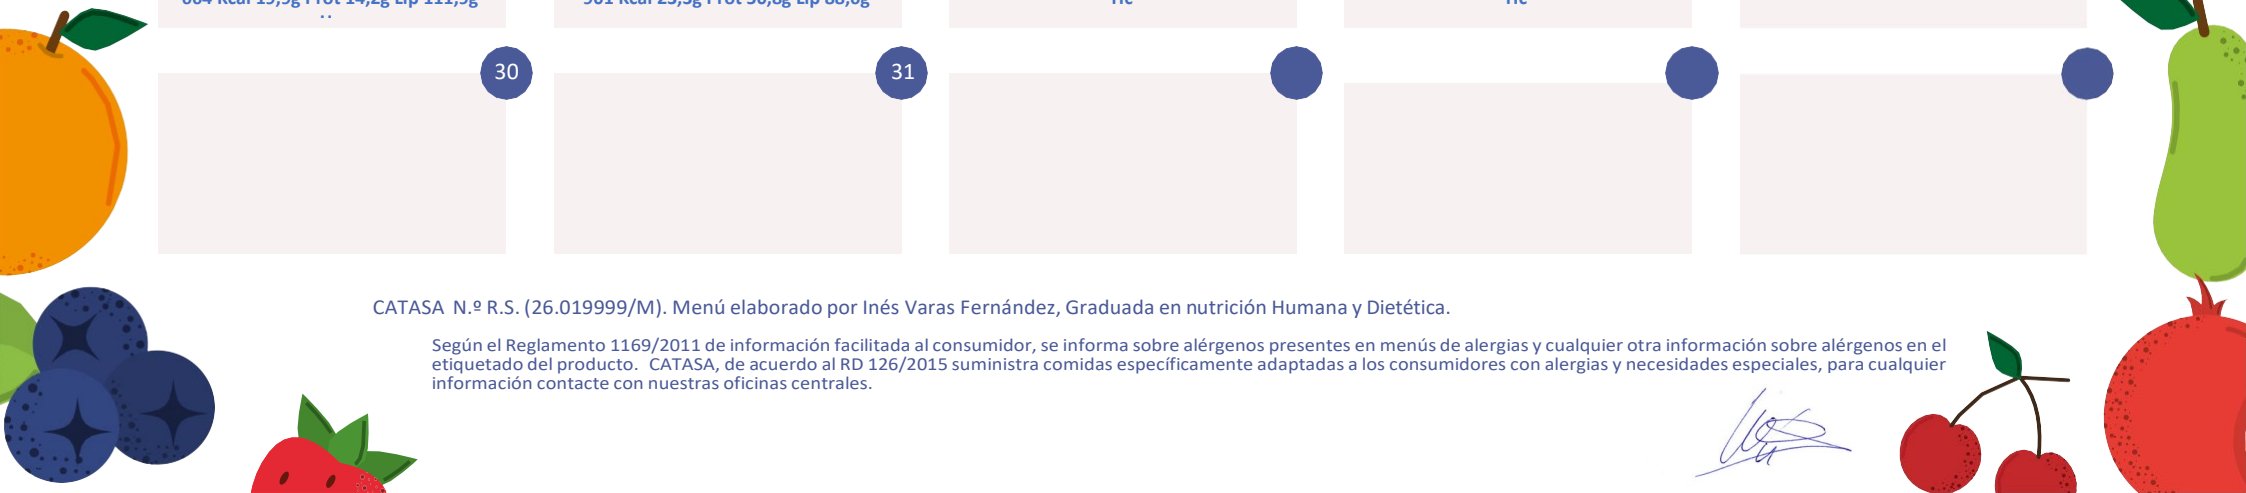 30
31
CATASA N.º R.S. (26.019999/M). Menú elaborado por Inés Varas Fernández, Graduada en nutrición Humana y Dietética.
Según el Reglamento 1169/2011 de información facilitada al consumidor, se informa sobre alérgenos presentes en menús de alergias y cualquier otra información sobre alérgenos en el
etiquetado del producto. CATASA, de acuerdo al RD 126/2015 suministra comidas específicamente adaptadas a los consumidores con alergias y necesidades especiales, para cualquier
información contacte con nuestras oficinas centrales.